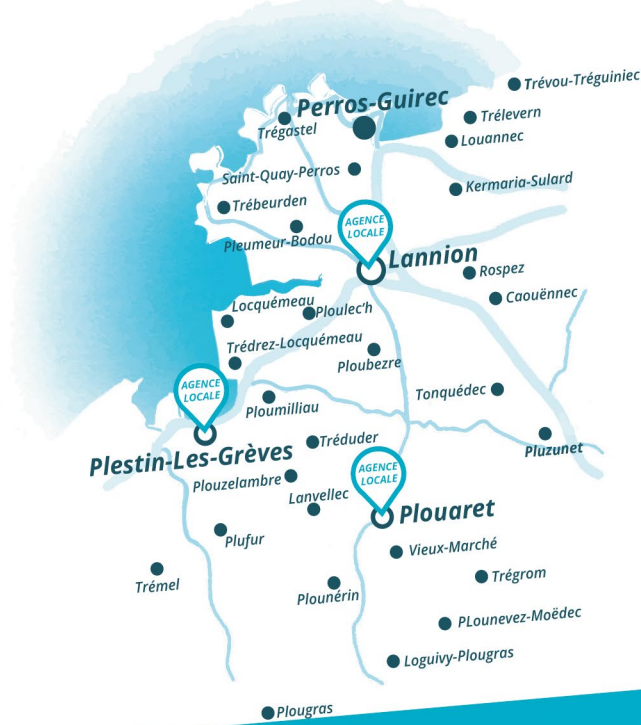 Trévou-Tréguiniec
Perros-Guirec
Trélevern
Trégastel
Louannec
Saint-Quay-Perros
Kermaria-Sulard
Trébeurden
AGENCE
LOCALE
Pleumeur-Bodou
Lannion
Rospez
Caouënnec
Locquémeau
Ploulec'h
Trédrez-Locquémeau
Ploubezre
AGENCE
LOCALE
Tonquédec
Ploumilliau
Tréduder
Pluzunet
Plestin-Les-Grèves
AGENCE
LOCALE
Plouzelambre
Lanvellec
Plouaret
Plufur
Vieux-Marché
Trémel
Trégrom
Plounérin
PLounevez-Moëdec
Loguivy-Plougras
Plougras